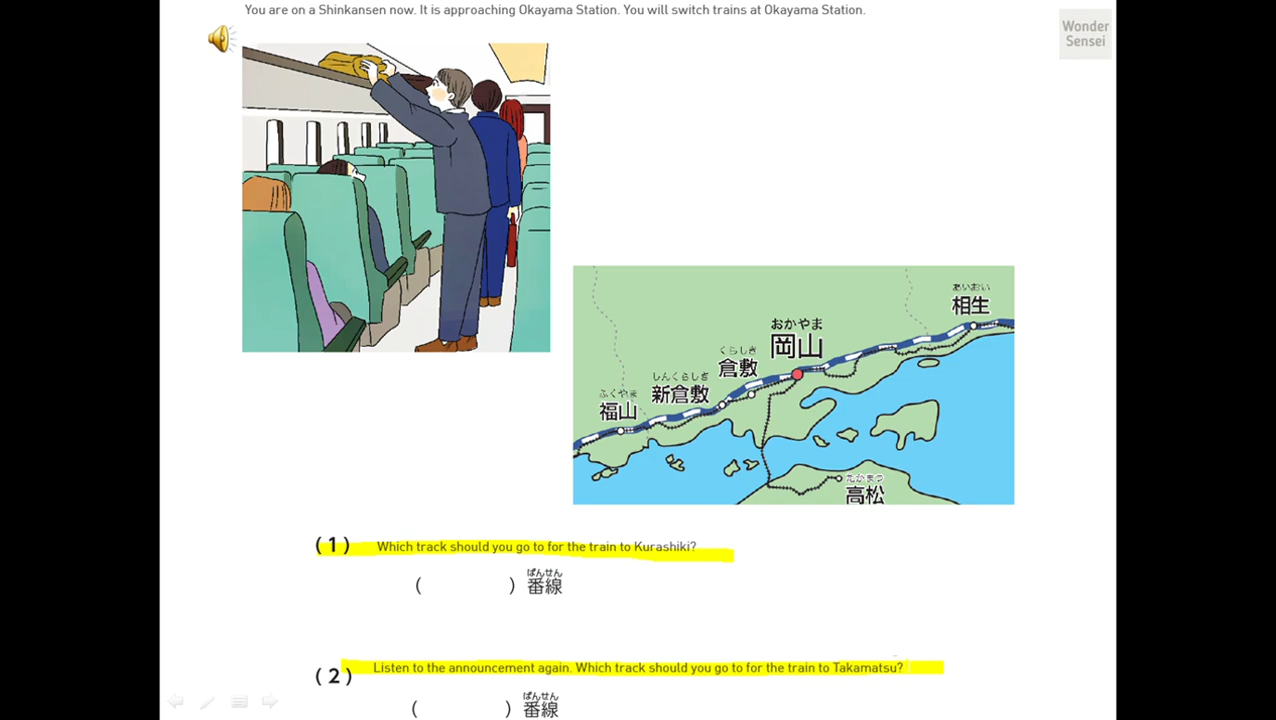 You are on a Shinkansen now. It is approaching Okayama Station. You will switch trains at Okayama Station.
Wonder
Sensei
あいおい
相生
おかやま
岡山
くらしき
倉敷
しんくらしき
新倉敷
ふくやま
福山
たかまつ
高松
(1) Which track should you go to for the train to Kurashiki?
ばんせん
( ) 番線
(2) Listen to the announcement again. Which track should you go to for the train to Takamatsu?
ばんせん
( ) 番線